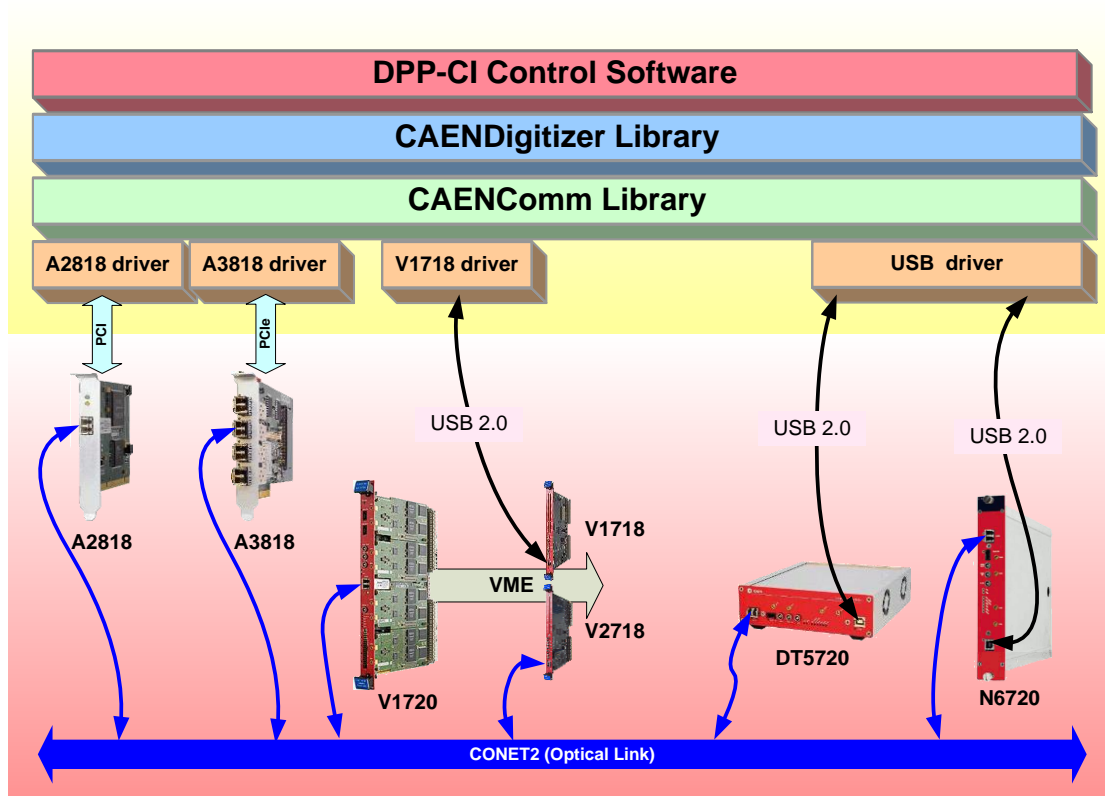 DPP-CI Control Software
CAENDigitizer Library
CAENComm Library
A2818 driver
A3818 driver
V1718 driver
USB driver
PCI
PCIe
USB 2.0
USB 2.0
USB 2.0
A2818
A3818
V1718
VME
V2718
V1720
DT5720
N6720
CONET2 (Optical Link)